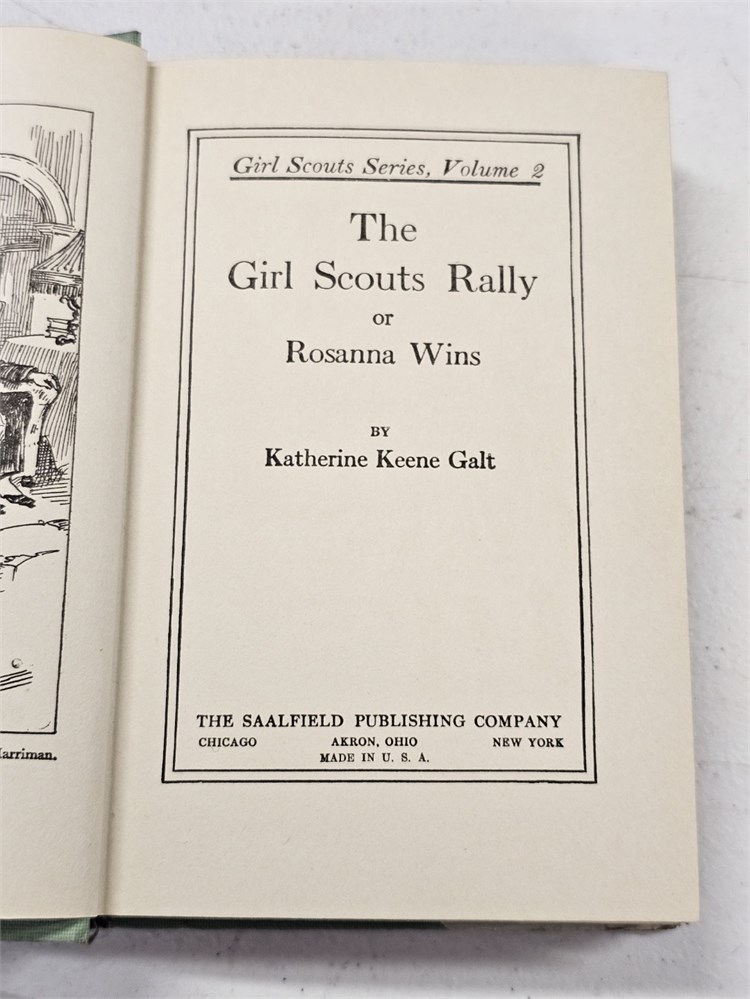 Girl Scouts Series, Volume 2
The
Girl Scouts Rally
or
Rosanna Wins
BY
Katherine Keene Galt
THE SAALFIELD PUBLISHING COMPANY
CHICAGO AKRON, OHIO NEW YORK
MADE IN U. S. A.